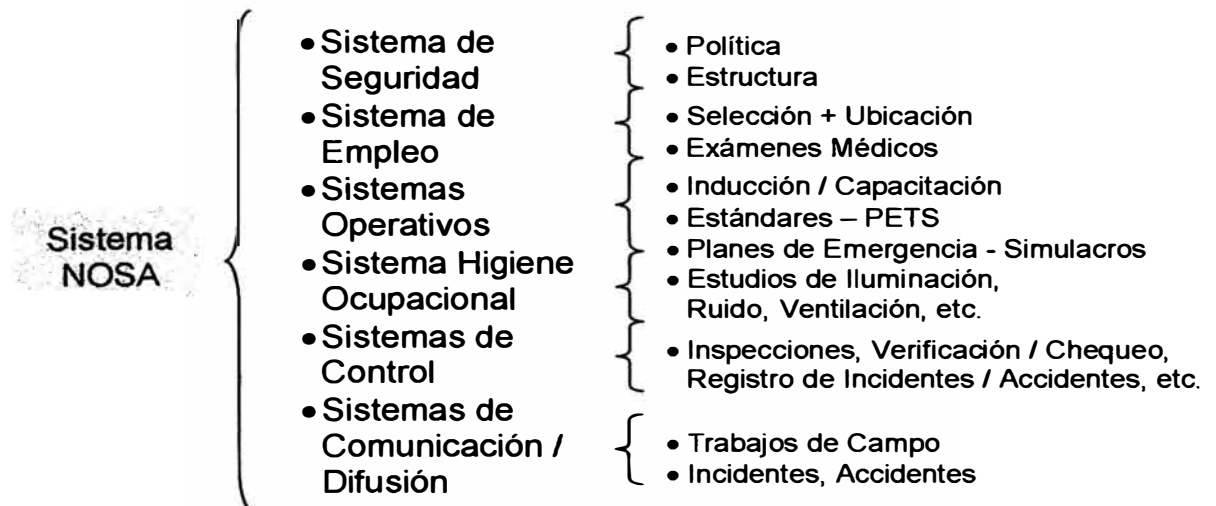 Sistema
NOSA
• Sistema de
Seguridad
• Sistema de
Empleo
• Sistemas
Operativos
• Sistema Higiene
Ocupacional
• Sistemas de
Control
• Sistemas de
Comunicación /
Difusión
• Política
• Estructura
• Selección + Ubicación
• Exámenes Médicos
• Inducción / Capacitación
• Estándares – PETS
• Planes de Emergencia - Simulacros
• Estudios de Iluminación,
Ruido, Ventilación, etc.
• Inspecciones, Verificación / Chequeo,
Registro de Incidentes / Accidentes, etc.
• Trabajos de Campo
• Incidentes, Accidentes